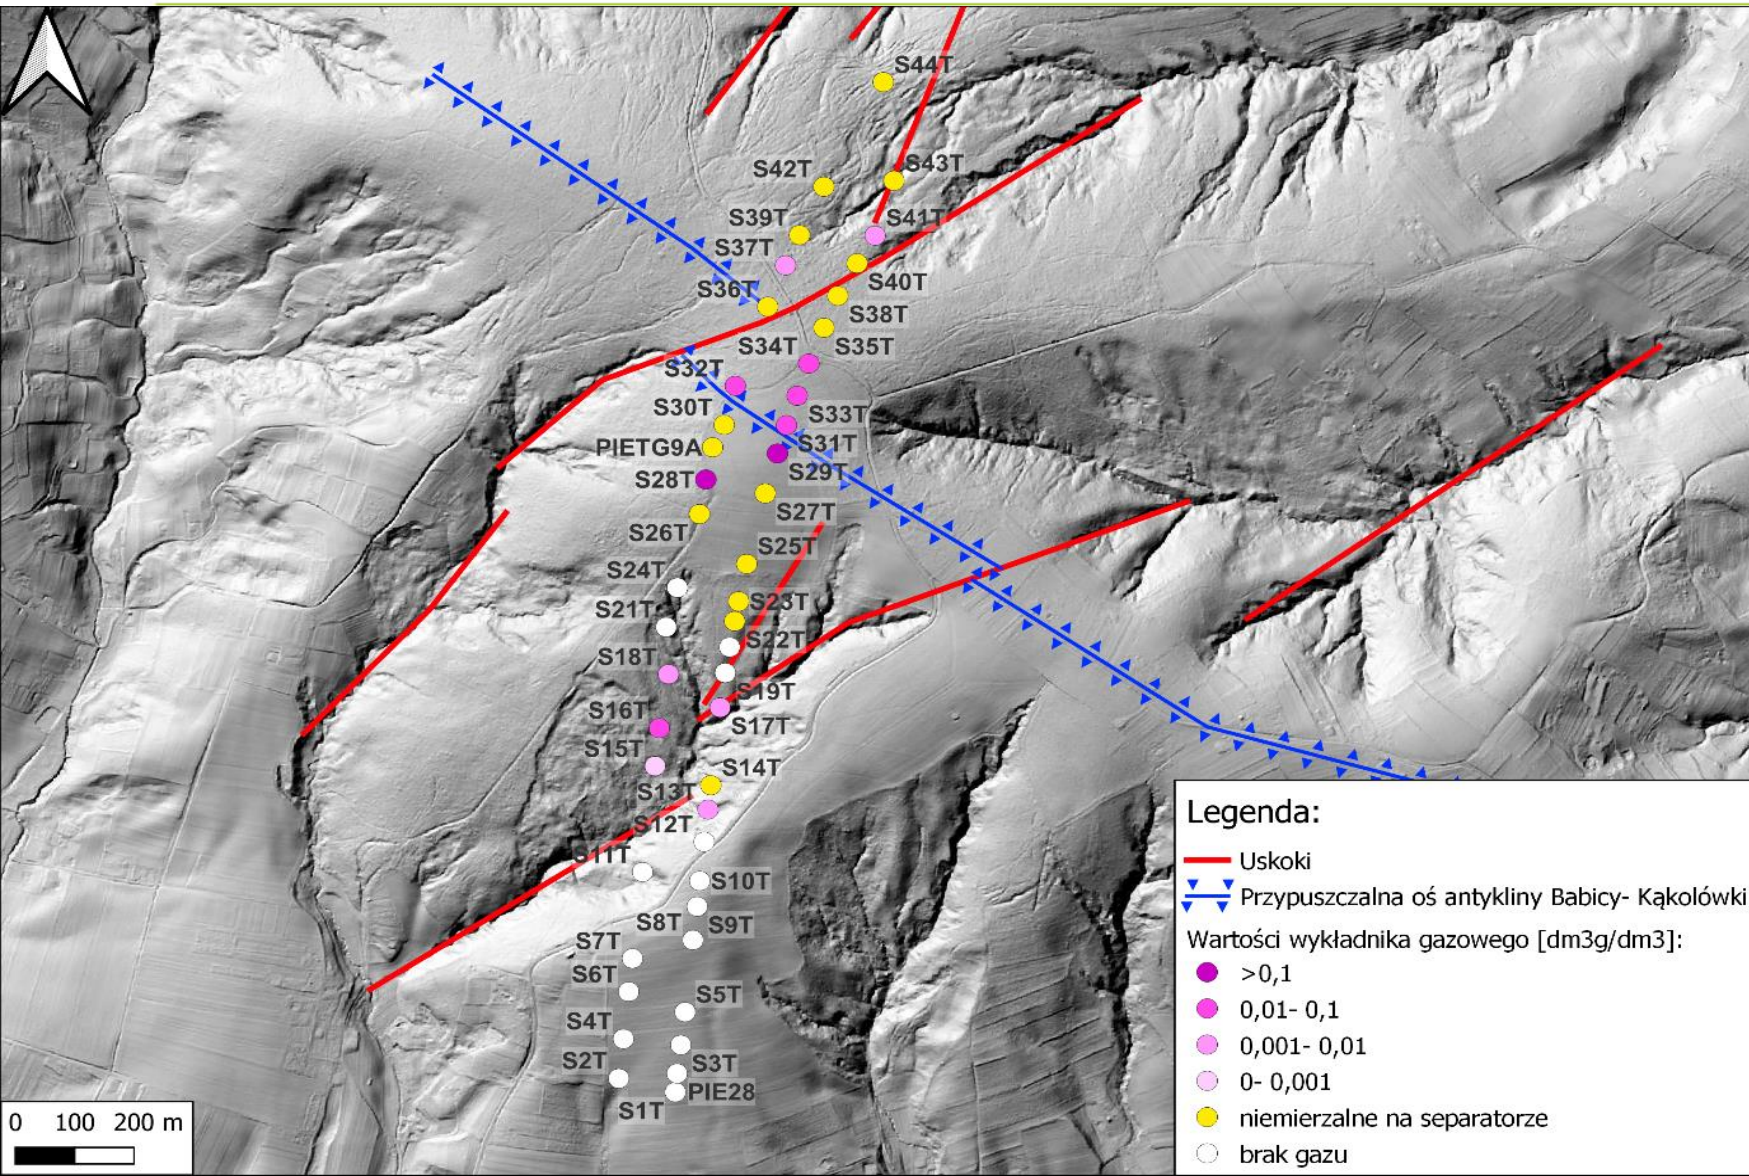 S44T
S43T
S42T
S39T
S41T
S37T
S40T
S36T
S38T
S34T
S35T
S32T
S30T
S33T
PIETG9A
S31T
S28T
S29T
S27T
S26T
S25T
S24T
S21T
S23T
S22T
S18T
S19T
S16T
S17T
S15T
S14T
S13T
S12T
S11T
S10T
S8T
S9T
S7T
S6T
S5T
S4T
S2T
S3T
PIE28
S1T
Legenda:
Uskoki
Przypuszczalna oś antykliny Babicy- Kąkolówki
Wartości wykładnika gazowego [dm3g/dm3]:
>0,1
0,01- 0,1
0,001- 0,01
0- 0,001
niemierzalne na separatorze
brak gazu
0 100 200 m